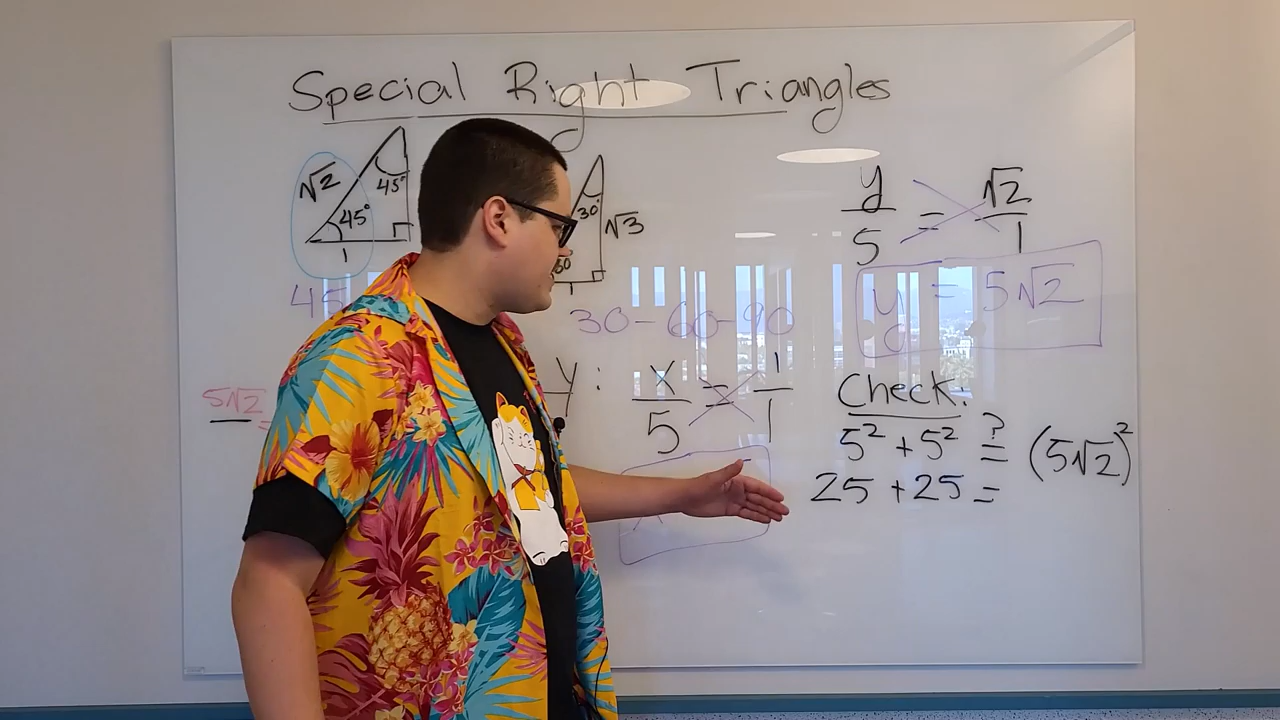 Special Right Triangles
√2 45° 45° 1
30° √3 60 1
45
30-60-90
y/5 = √2/1
y = 5√2
5√2 =
y: x/5 = 1/1
Check:
5² + 5² ?= (5√2)²
25 + 25 =